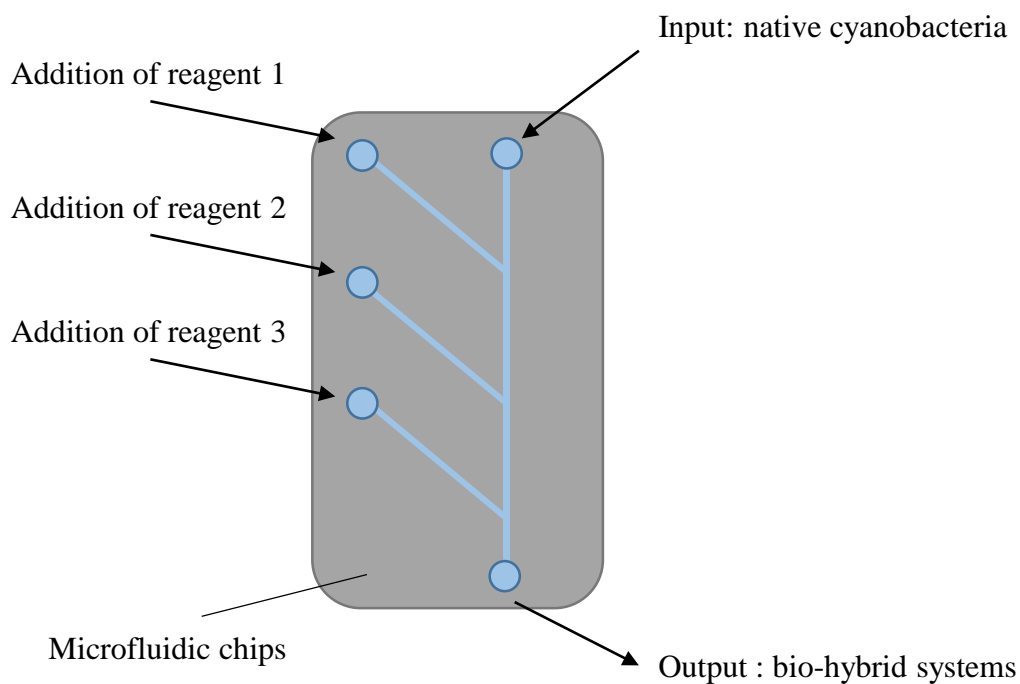 Input: native cyanobacteria
Addition of reagent 1
Addition of reagent 2
Addition of reagent 3
Microfluidic chips
Output : bio-hybrid systems